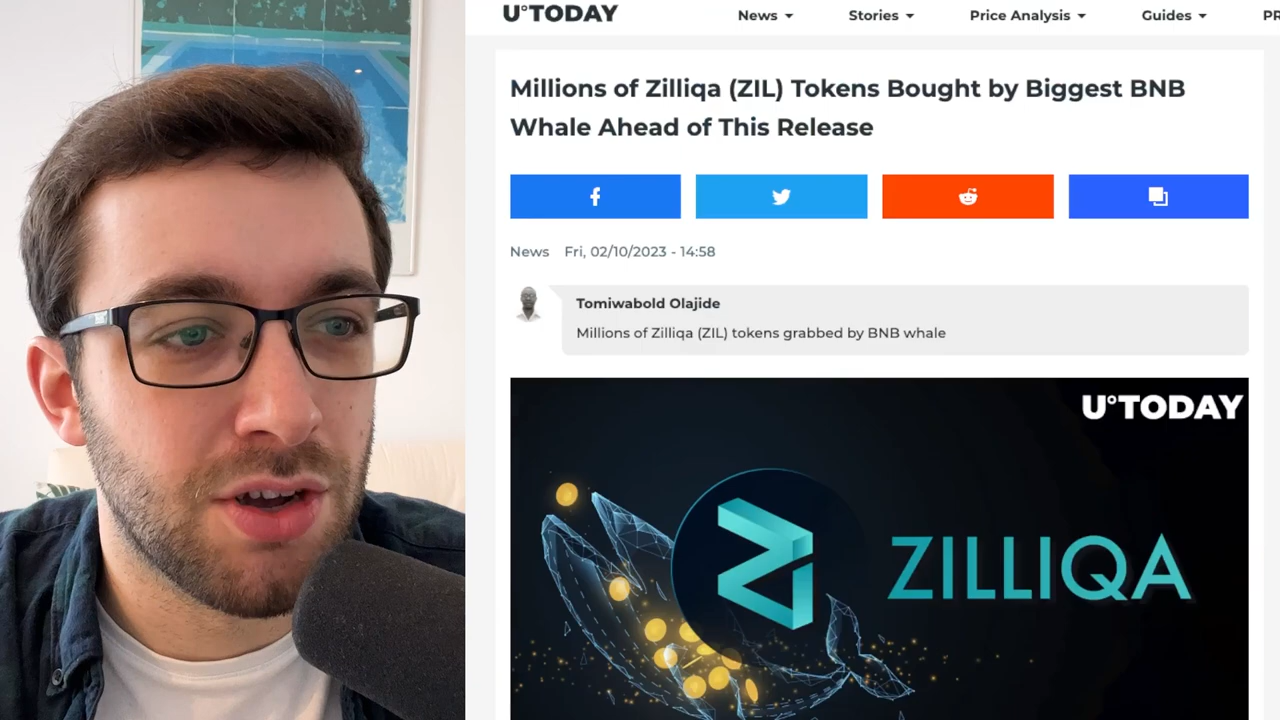 U°TODAY
News
Stories
Price Analysis
Guides
PR
Millions of Zilliqa (ZIL) Tokens Bought by Biggest BNB
Whale Ahead of This Release
News Fri, 02/10/2023 - 14:58
Tomiwabold Olajide
Millions of Zilliqa (ZIL) tokens grabbed by BNB whale
U°TODAY
ZILLIQA